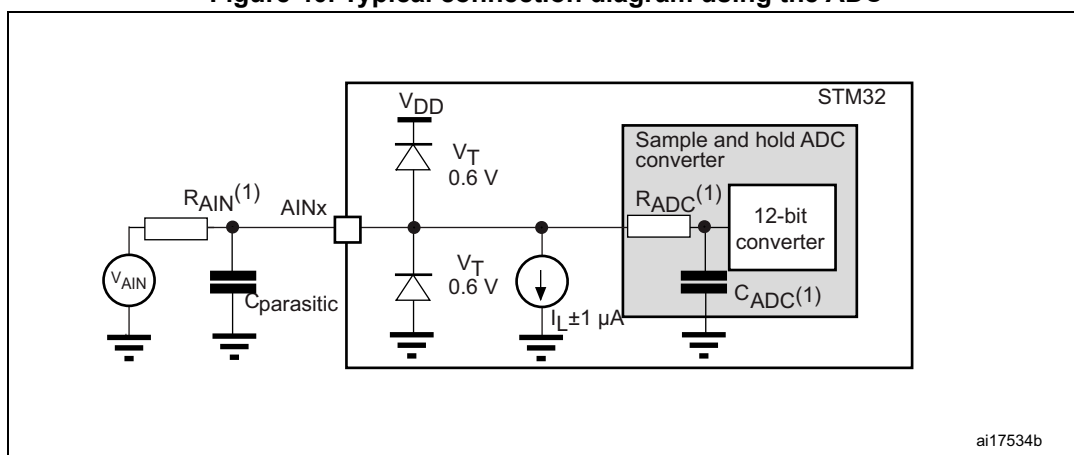 Figure 40. Typical connection diagram using the ADC
STM32
VDD
Sample and hold ADC
converter
VT
0.6 V
RAIN(1)
AINx
RADC(1)
12-bit
converter
VAIN
Cparasitic
VT
0.6 V
IL±1 µA
CADC(1)
ai17534b